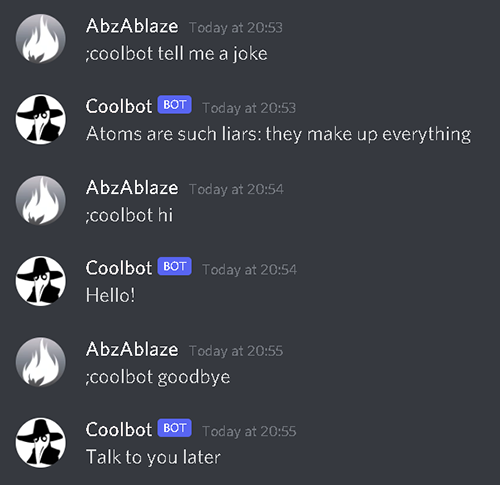 AbzAblaze Today at 20:53
;coolbot tell me a joke
Coolbot BOT Today at 20:53
Atoms are such liars: they make up everything
AbzAblaze Today at 20:54
;coolbot hi
Coolbot BOT Today at 20:54
Hello!
AbzAblaze Today at 20:55
;coolbot goodbye
Coolbot BOT Today at 20:55
Talk to you later